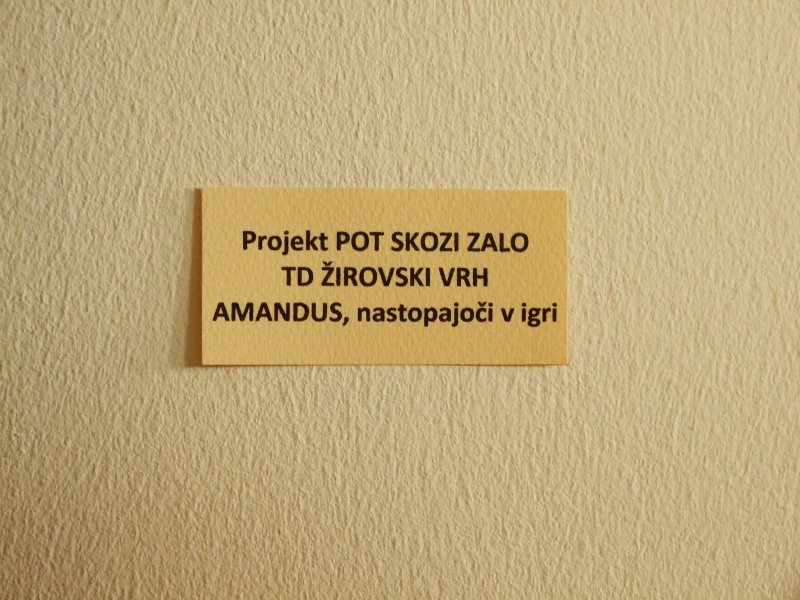 Projekt POT SKOZI ZALO
TD ŽIROVSKI VRH
AMANDUS, nastopajoči v igri